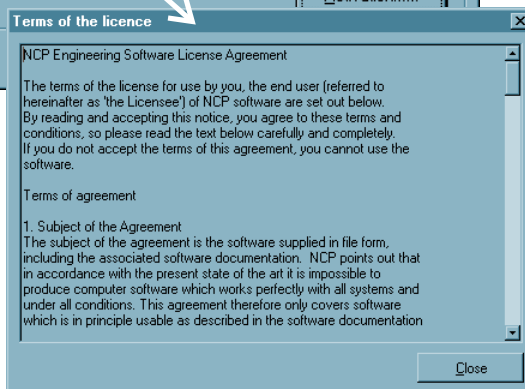 Terms of the licence
NCP Engineering Software License Agreement
The terms of the license for use by you, the end user (referred to
hereinafter as 'the Licensee') of NCP software are set out below.
By reading and accepting this notice, you agree to these terms and
conditions, so please read the text below carefully and completely.
If you do not accept the terms of this agreement, you cannot use the
software.
Terms of agreement
1. Subject of the Agreement
The subject of the agreement is the software supplied in file form,
including the associated software documentation.  NCP points out that
in accordance with the present state of the art it is impossible to
produce computer software which works perfectly with all systems and
under all conditions. This agreement therefore only covers software
which is in principle usable as described in the software documentation
Close